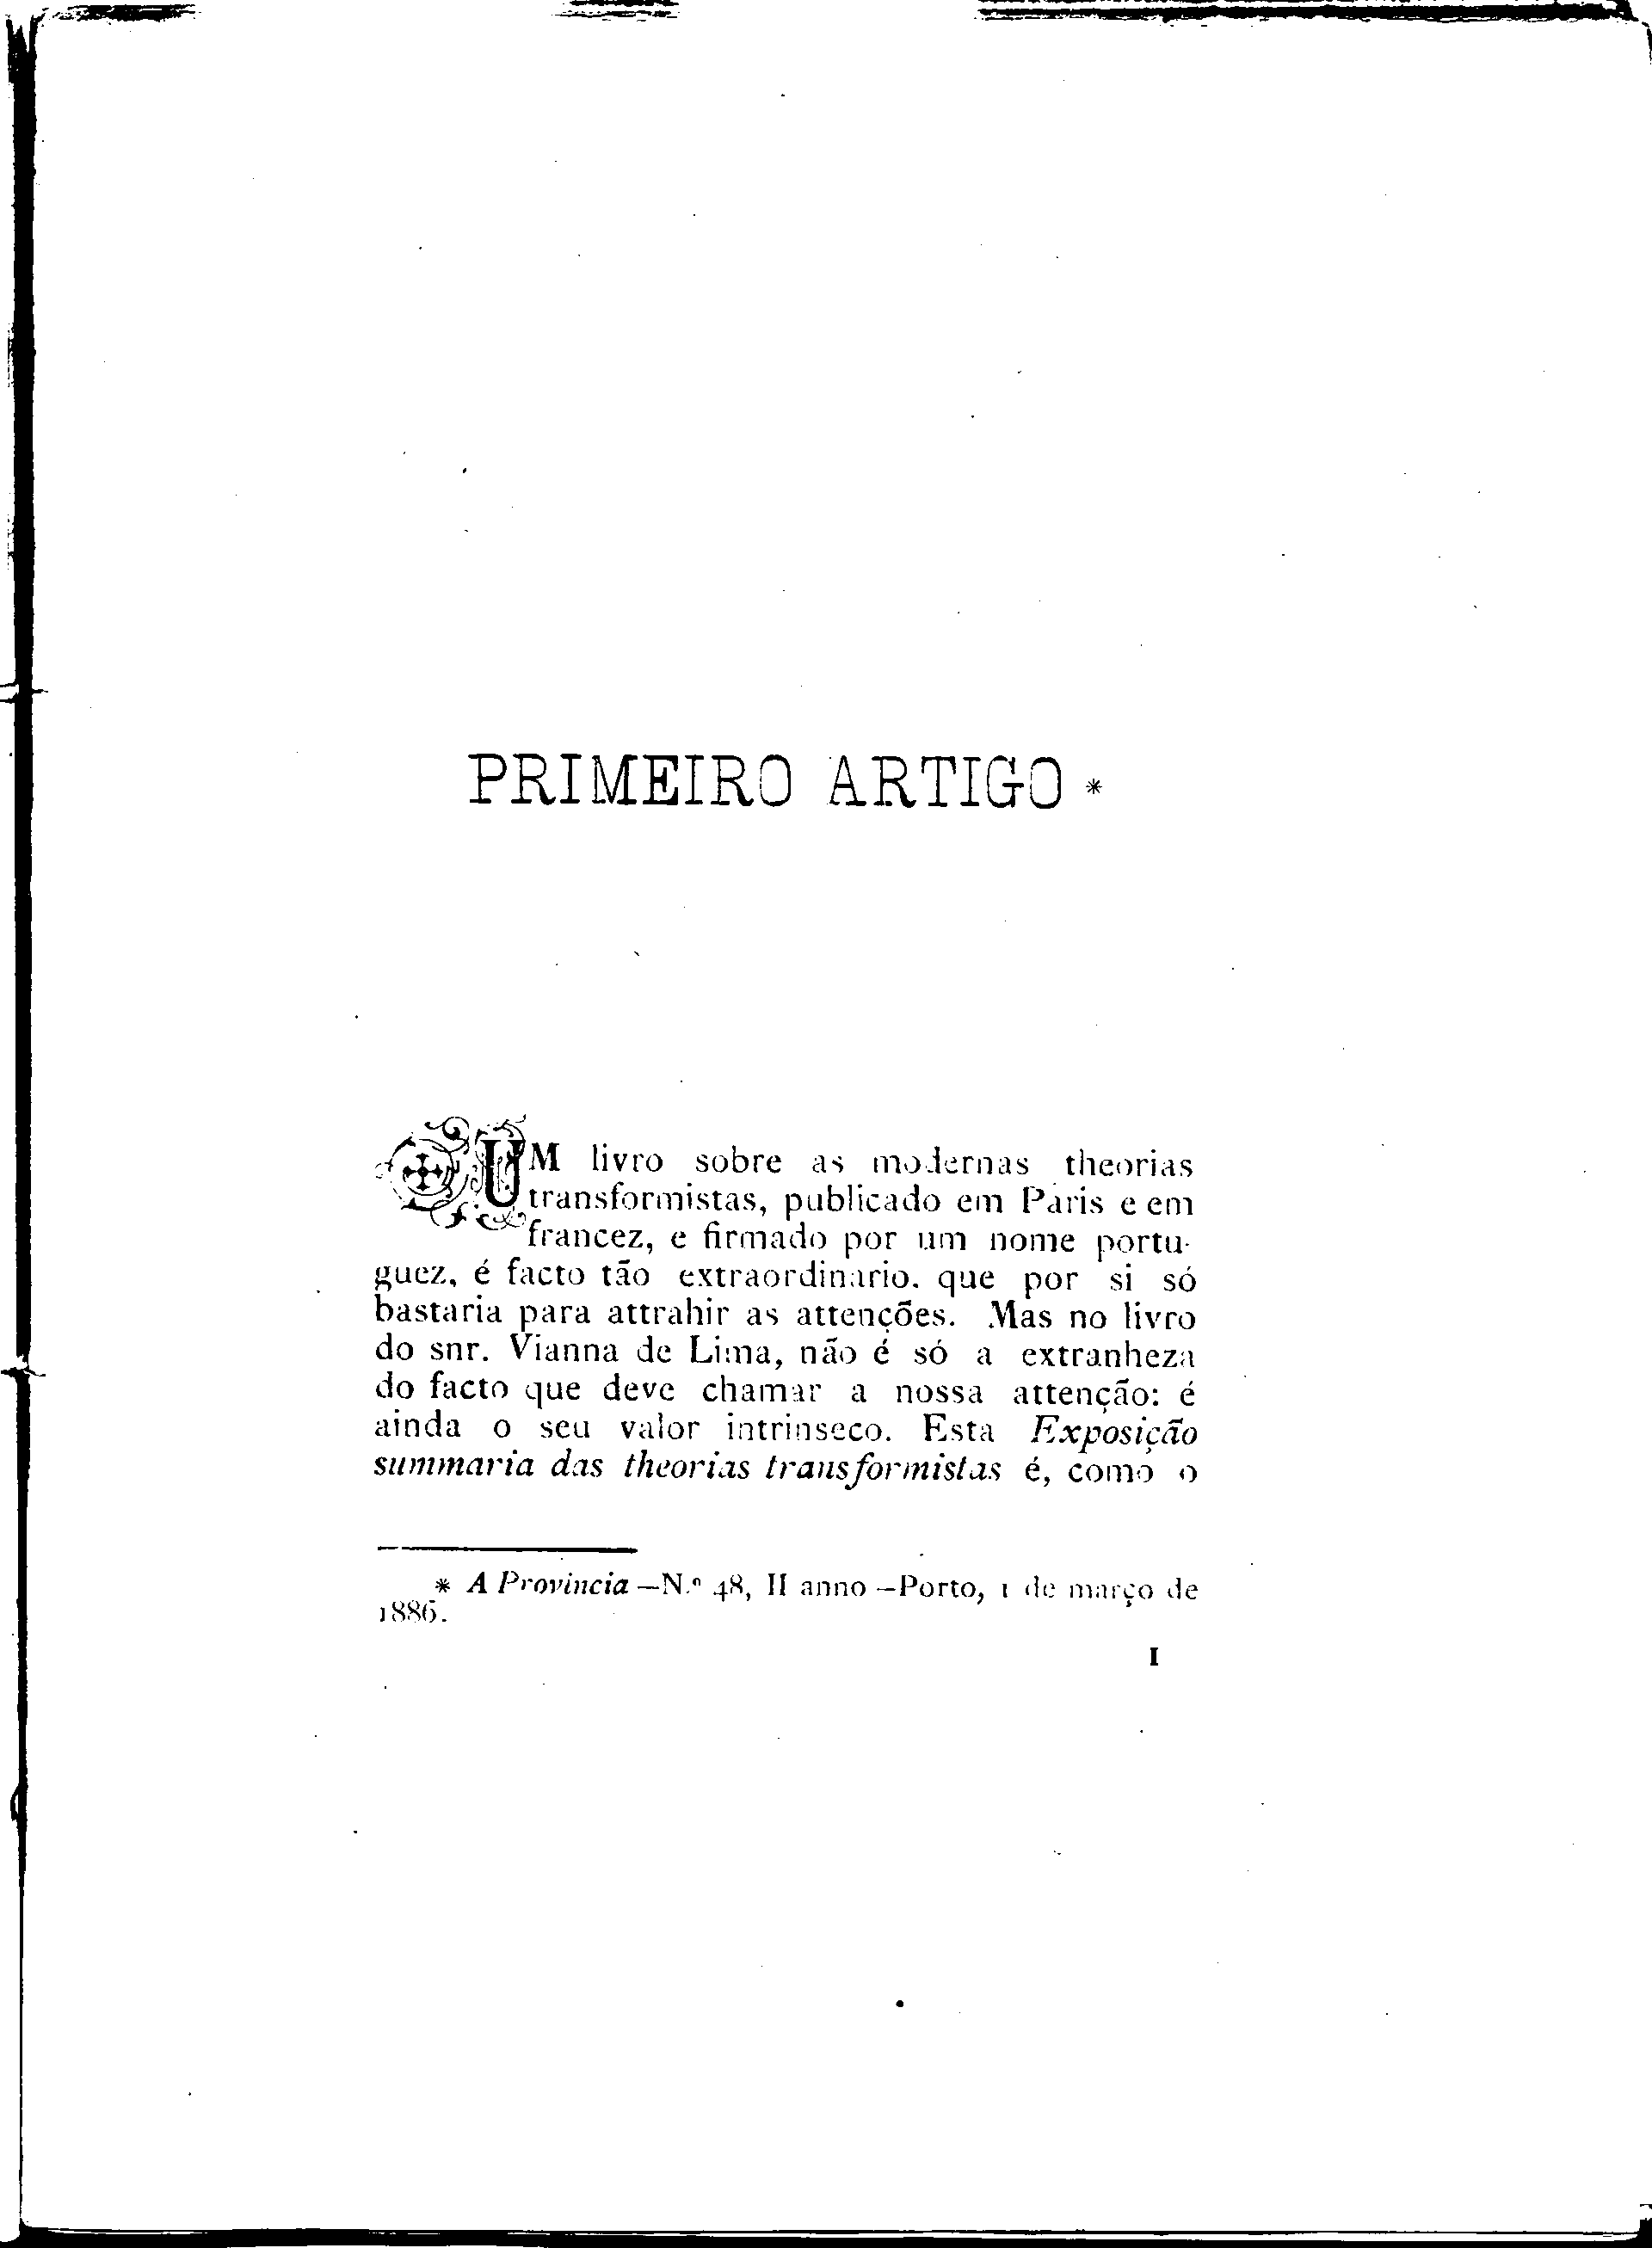 PRIMEIRO ARTIGO *
UM livro sobre as modernas theorias
transformistas, publicado em Paris e em
francez, e firmado por um nome portu-
guez, é facto tão extraordinario, que por si só
bastaria para attrahir as attenções. Mas no livro
do snr. Vianna de Lima, não é só a extranheza
do facto que deve chamar a nossa attenção: é
ainda o seu valor intrinseco. Esta Exposição
summaria das theorias transformistas é, como o
* A Provincia—N.º 48, II anno—Porto, 1 de março de
1886.
I